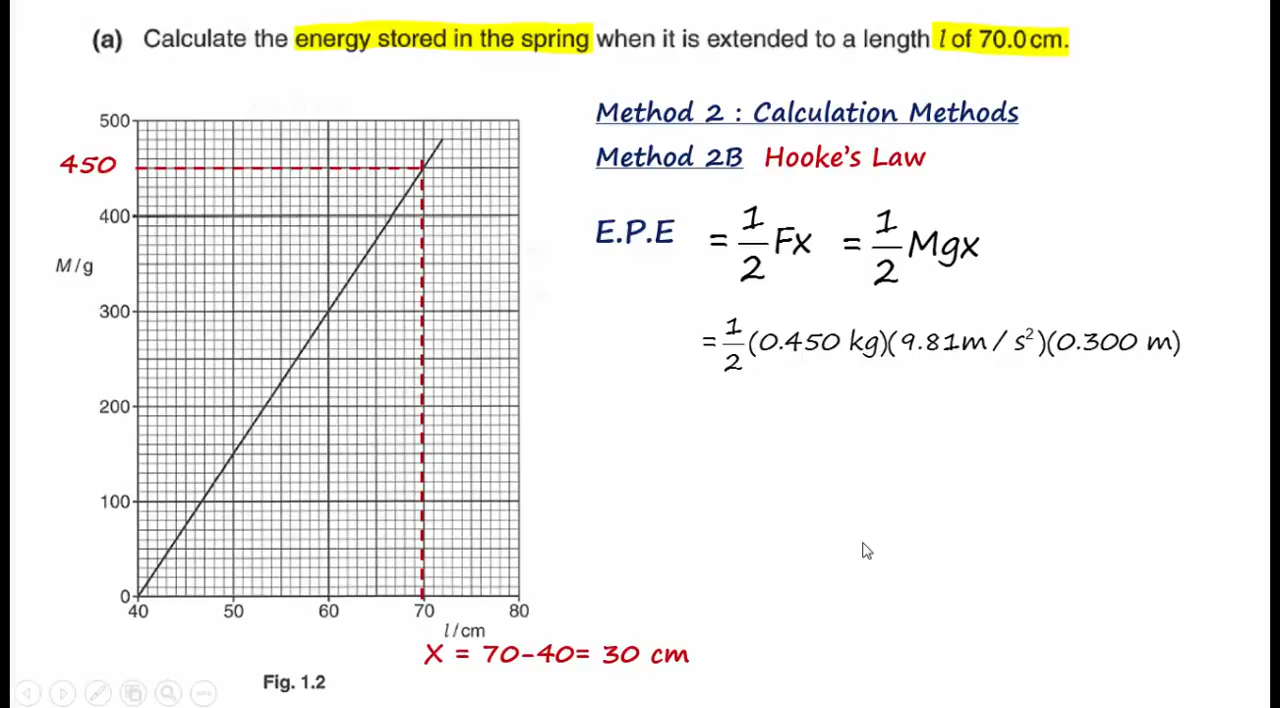 (a) Calculate the energy stored in the spring when it is extended to a length l of 70.0 cm.
Method 2 : Calculation Methods
Method 2B Hooke's Law
E.P.E = 1/2 Fx = 1/2 Mgx
= 1/2 (0.450 kg)(9.81m / s²)(0.300 m)
500
450
400
M / g
300
200
100
0
40 50 60 70 80
l / cm
X = 70-40= 30 cm
Fig. 1.2